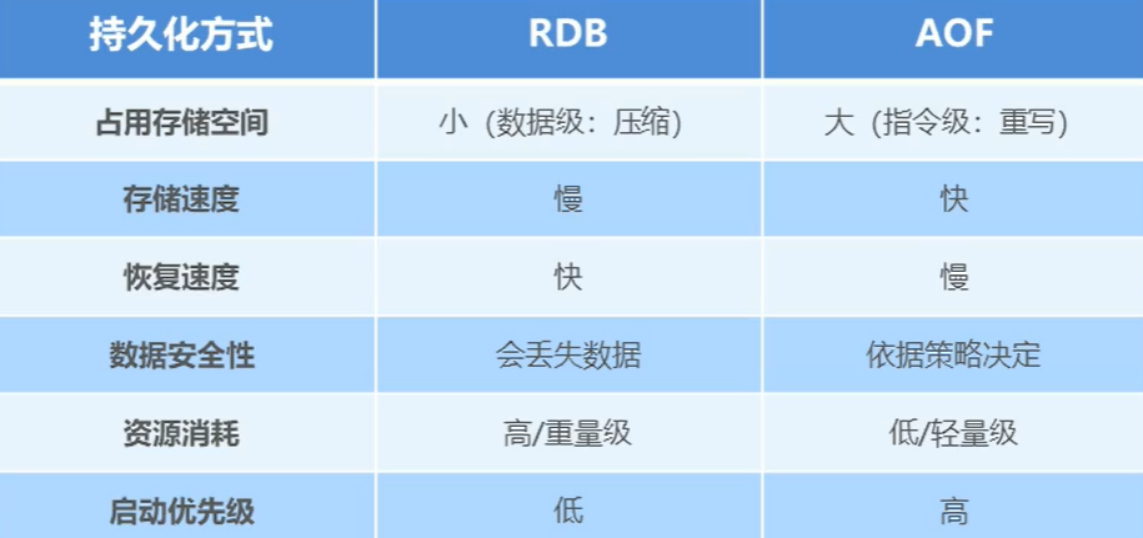 持久化方式 RDB AOF
占用存储空间 小（数据级：压缩） 大（指令级：重写）
存储速度 慢 快
恢复速度 快 慢
数据安全性 会丢失数据 依据策略决定
资源消耗 高/重量级 低/轻量级
启动优先级 低 高